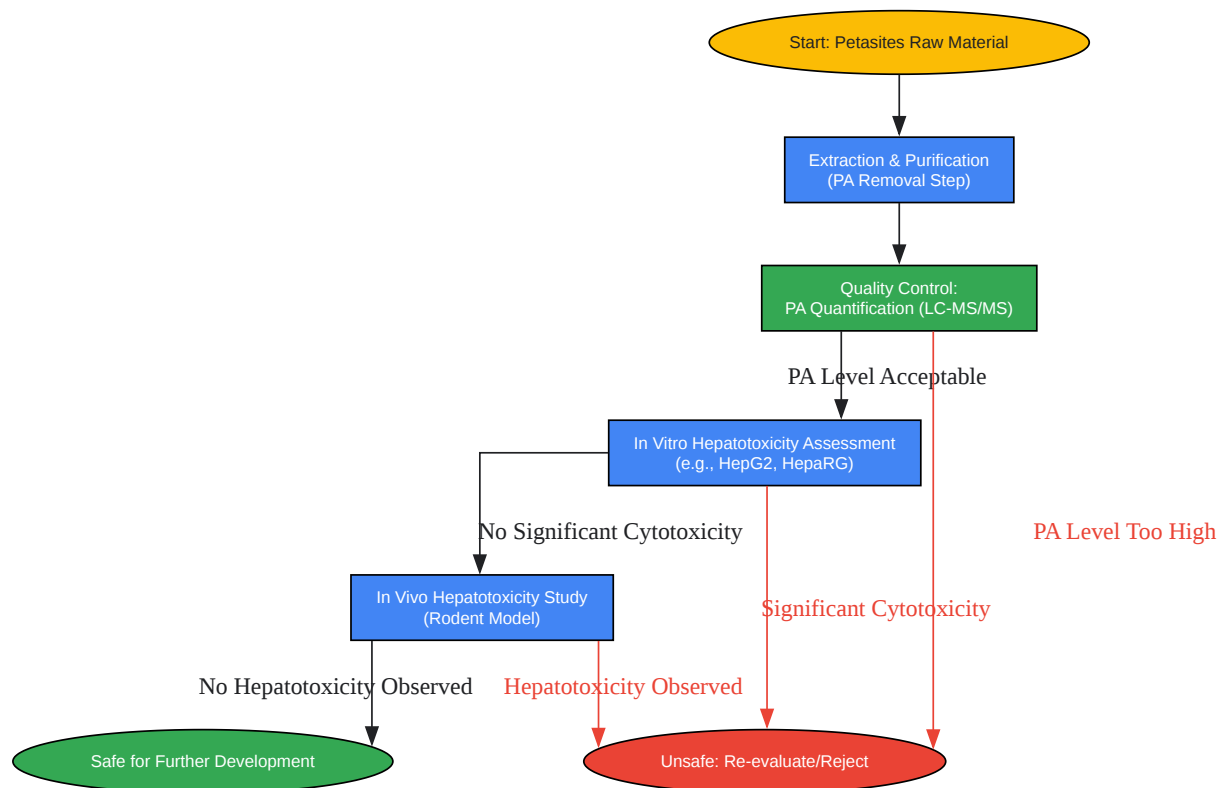 Start: Petasites Raw Material
Extraction & Purification
(PA Removal Step)
Quality Control:
PA Quantification (LC-MS/MS)
PA Level Acceptable
In Vitro Hepatotoxicity Assessment
(e.g., HepG2, HepaRG)
No Significant Cytotoxicity
PA Level Too High
In Vivo Hepatotoxicity Study
(Rodent Model)
Significant Cytotoxicity
No Hepatotoxicity Observed
Hepatotoxicity Observed
Safe for Further Development
Unsafe: Re-evaluate/Reject